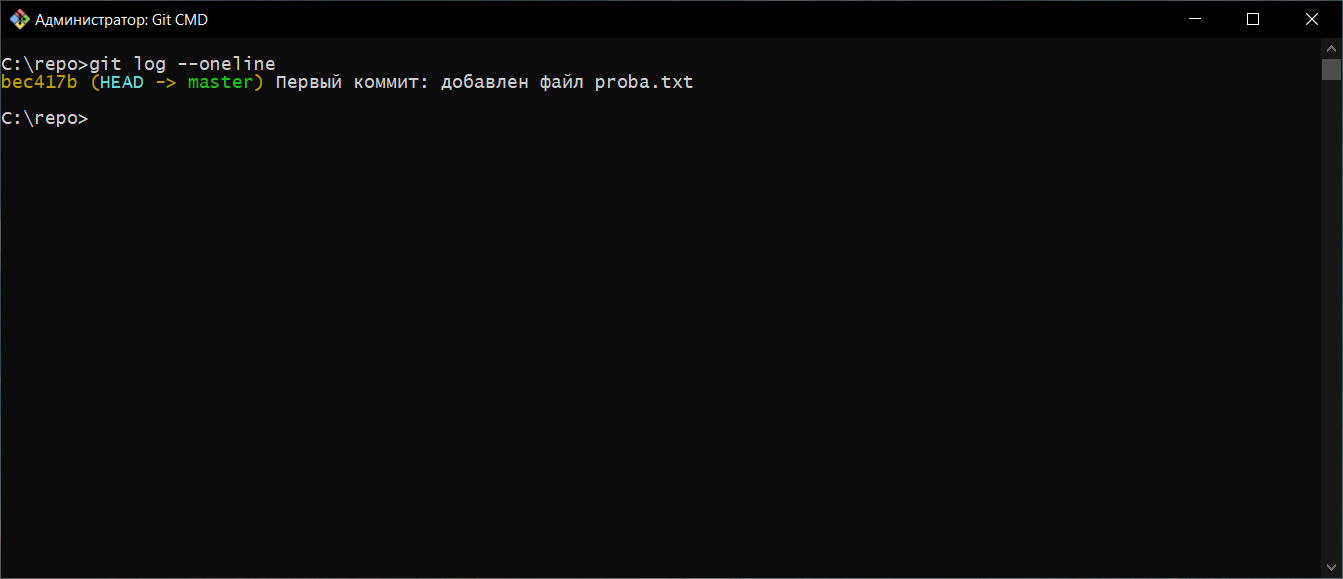 Администратор: Git CMD
C:\repo>git log --oneline
bec417b (HEAD -> master) Первый коммит: добавлен файл proba.txt
C:\repo>